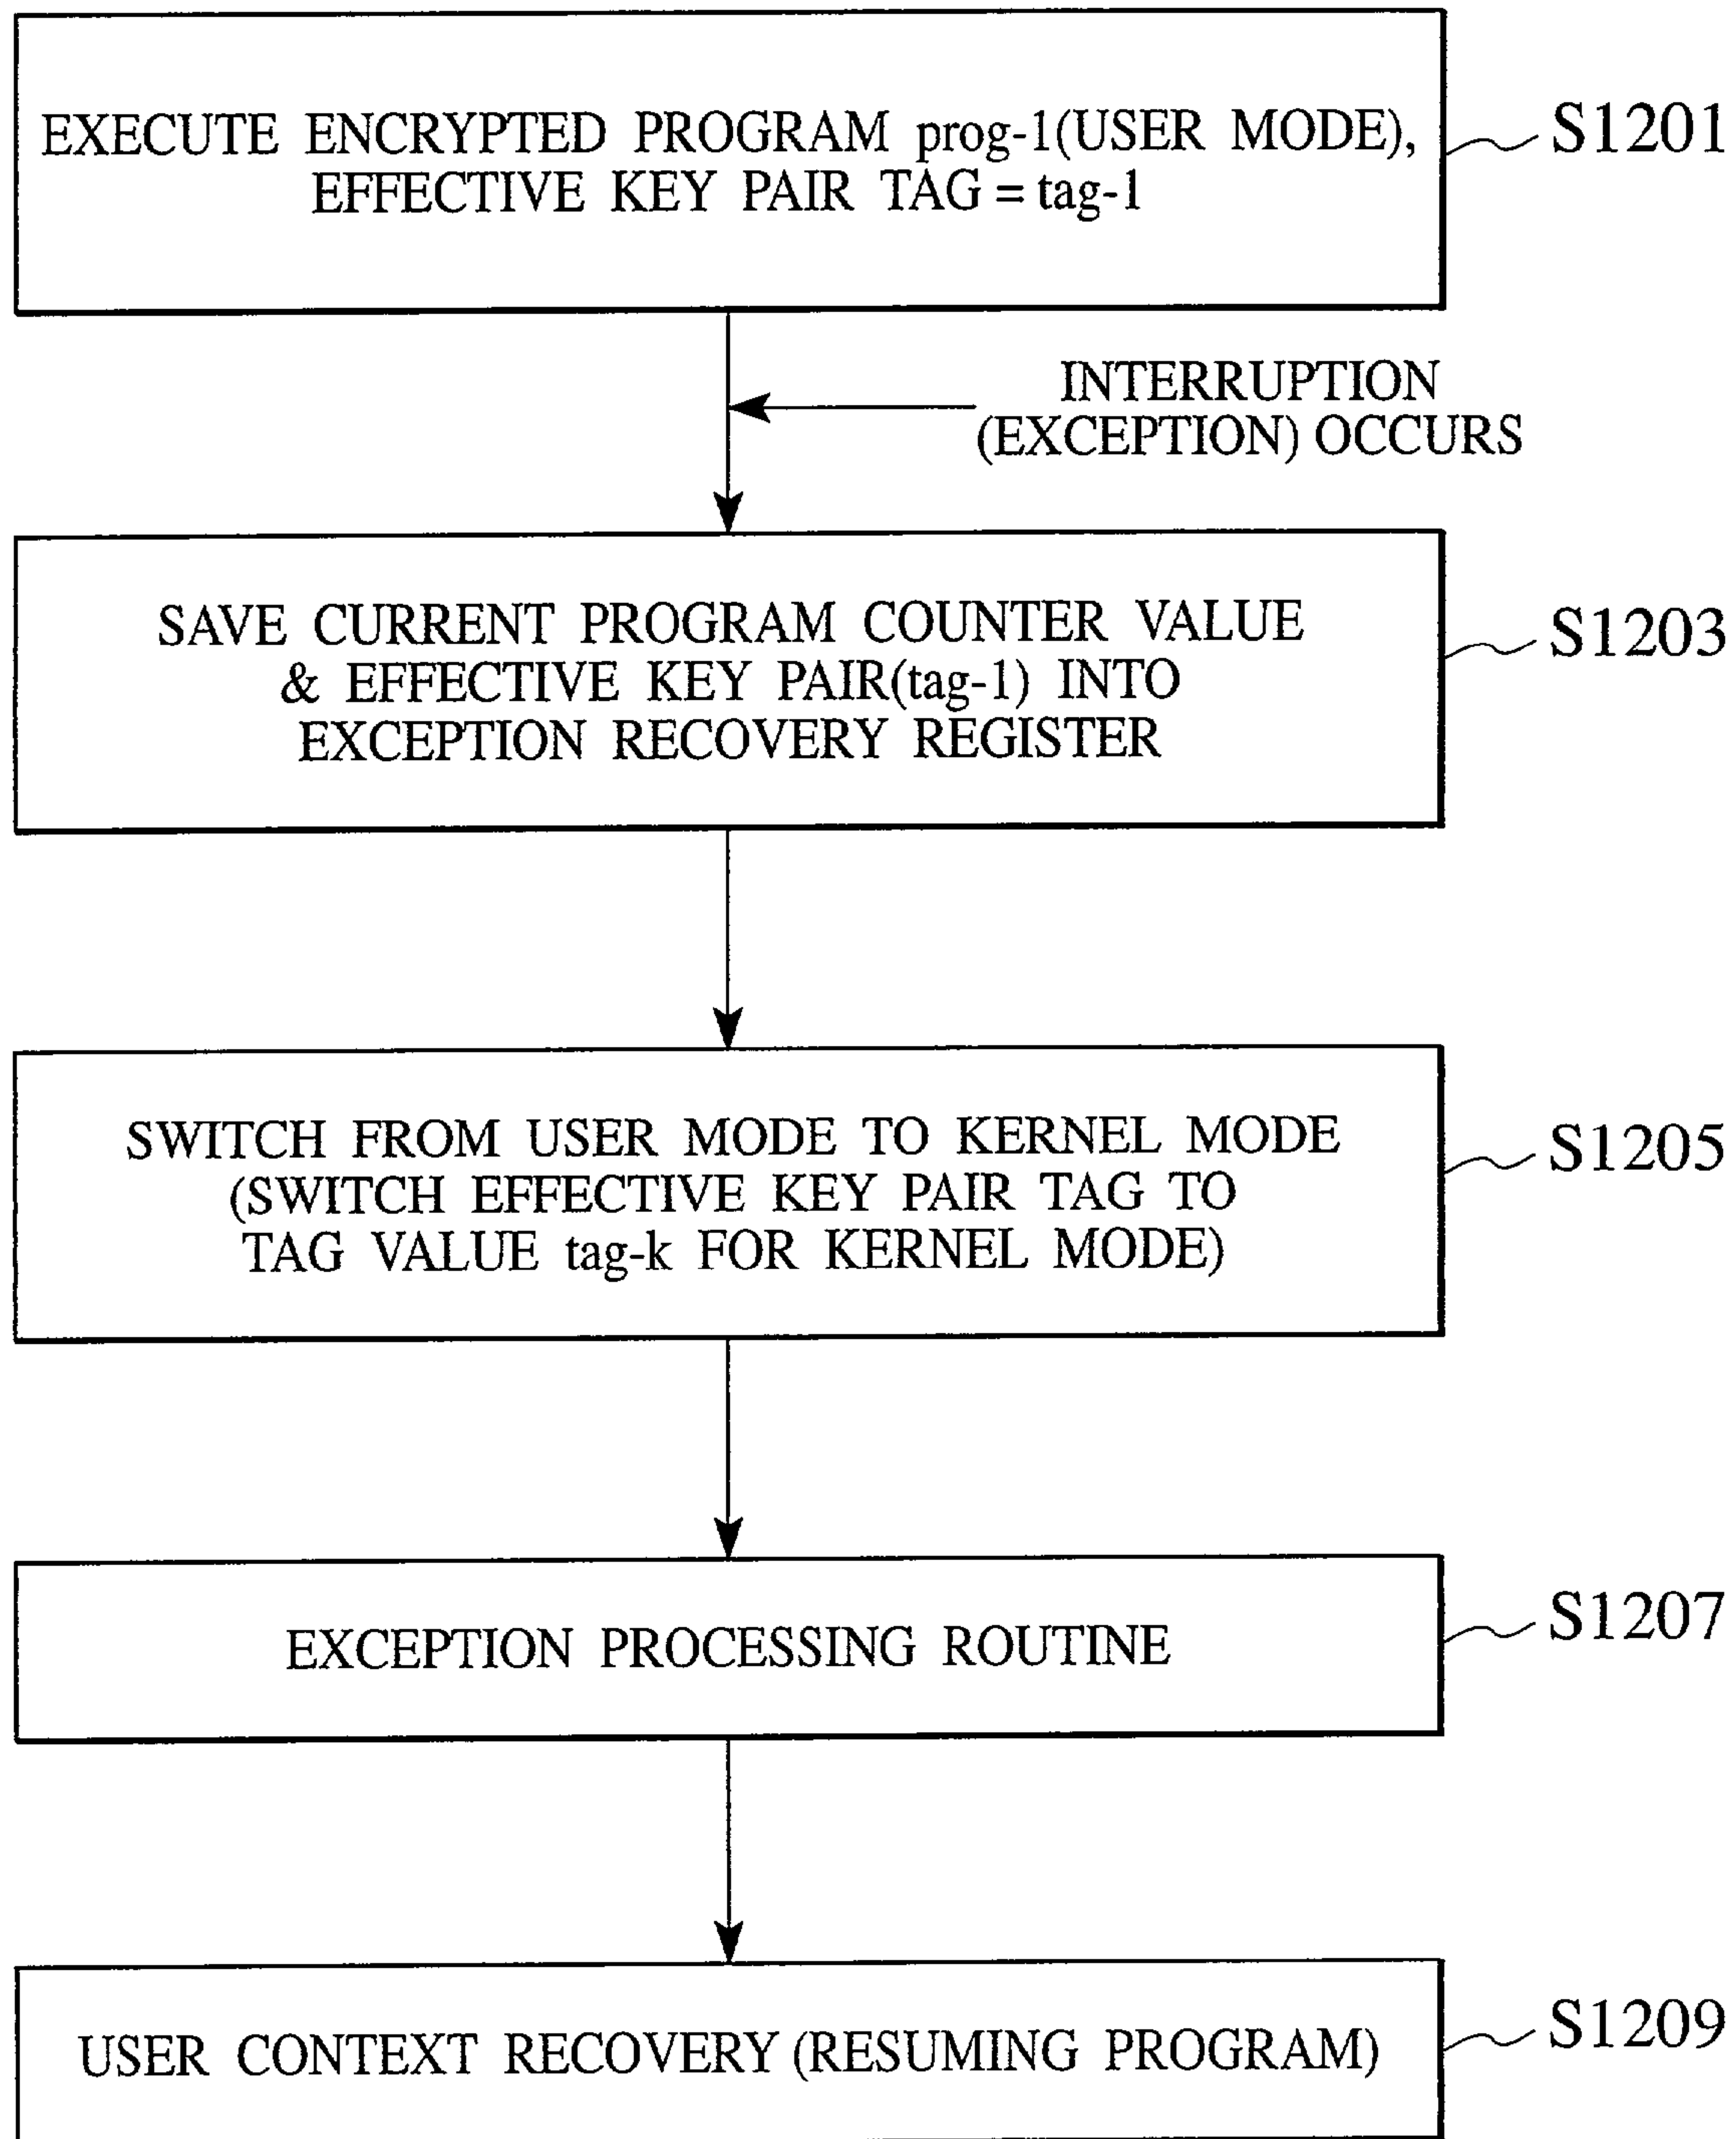 EXECUTE ENCRYPTED PROGRAM prog-1(USER MODE),
EFFECTIVE KEY PAIR TAG = tag-1
S1201
INTERRUPTION
(EXCEPTION) OCCURS
SAVE CURRENT PROGRAM COUNTER VALUE
& EFFECTIVE KEY PAIR(tag-1) INTO
EXCEPTION RECOVERY REGISTER
S1203
SWITCH FROM USER MODE TO KERNEL MODE
(SWITCH EFFECTIVE KEY PAIR TAG TO
TAG VALUE tag-k FOR KERNEL MODE)
S1205
EXCEPTION PROCESSING ROUTINE
S1207
USER CONTEXT RECOVERY (RESUMING PROGRAM)
S1209